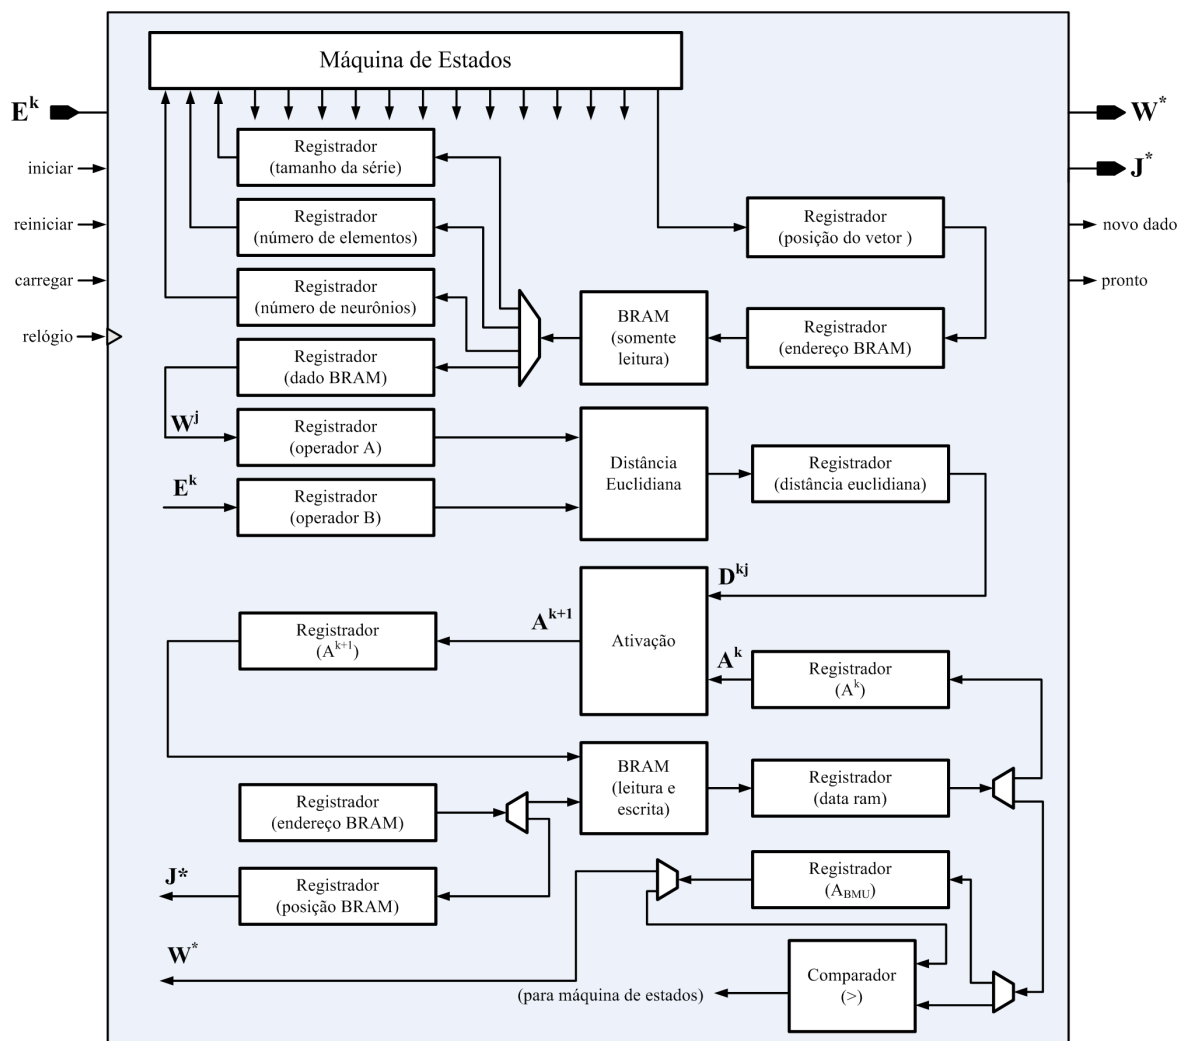 Máquina de Estados
E^k
iniciar
reiniciar
carregar
relógio
W^*
J^*
novo dado
pronto
Registrador
(tamanho da série)
Registrador
(número de elementos)
Registrador
(posição do vetor )
Registrador
(número de neurônios)
BRAM
(somente
leitura)
Registrador
(endereço BRAM)
Registrador
(dado BRAM)
W^j
Registrador
(operador A)
E^k
Registrador
(operador B)
Distância
Euclidiana
Registrador
(distância euclidiana)
D^kj
A^k+1
Registrador
(A^k+1)
Ativação
A^k
Registrador
(A^k)
BRAM
(leitura e
escrita)
Registrador
(data ram)
Registrador
(endereço BRAM)
J*
Registrador
(posição BRAM)
Registrador
(A_BMU)
W^*
Comparador
(>)
(para máquina de estados)